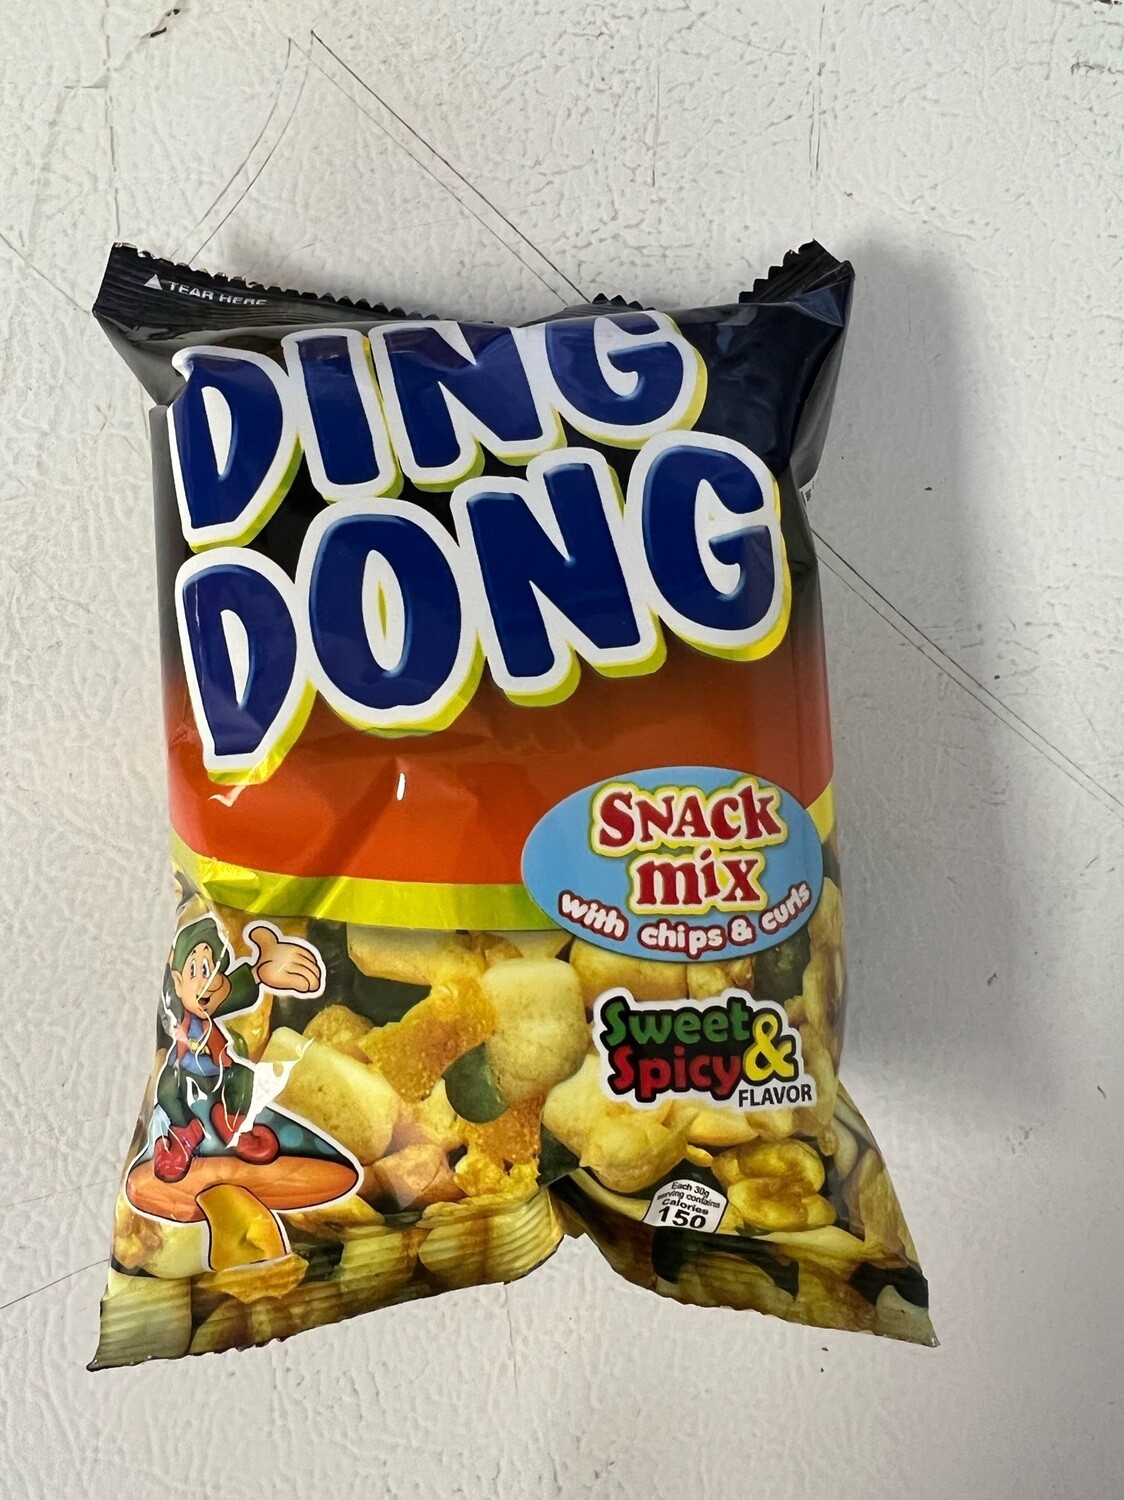 TEAR HERE
DING
DONG
SNACK
mix
with chips & curls
Sweet &
Spicy
FLAVOR
Each 30g
serving contains
Calories
150